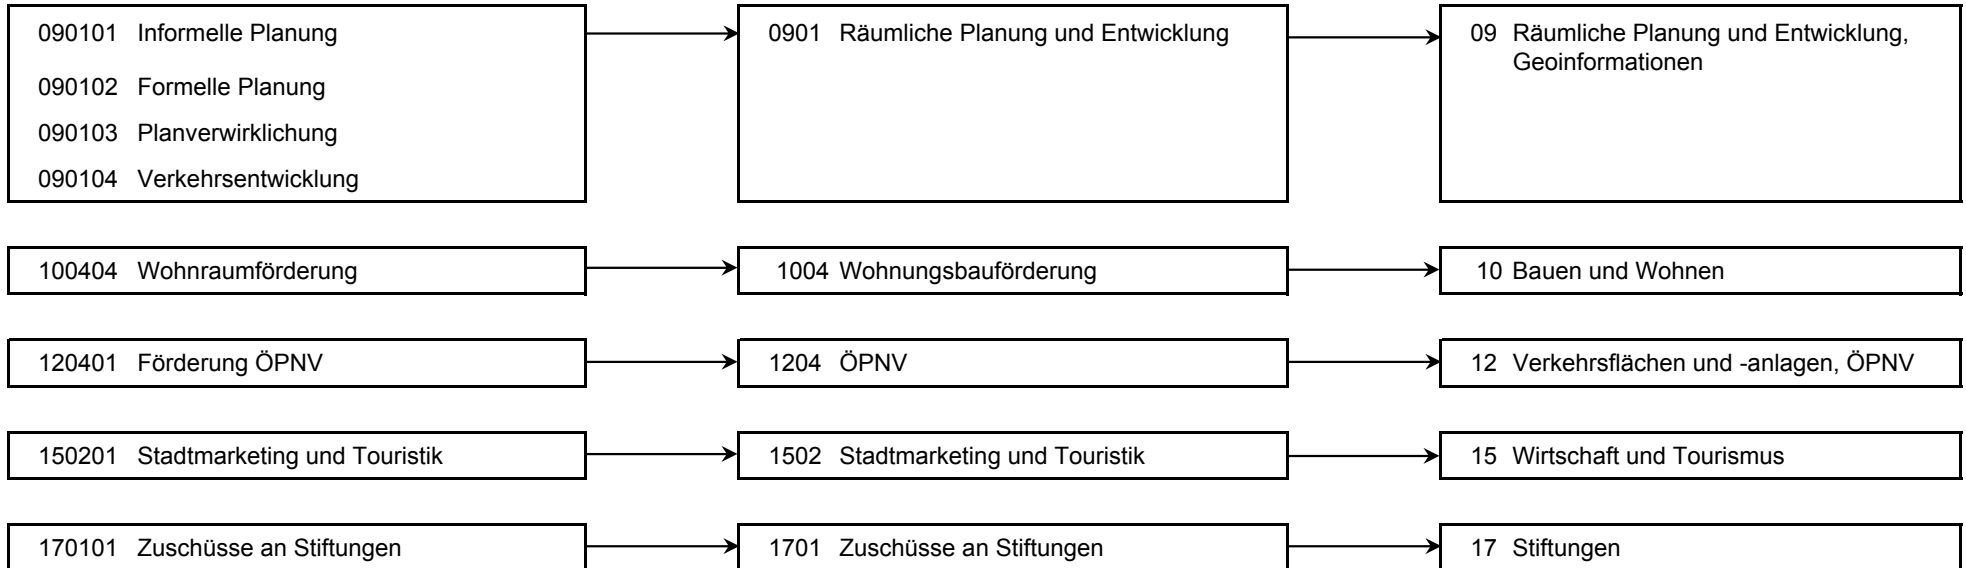 090101 Informelle Planung
0901 Räumliche Planung und Entwicklung
09 Räumliche Planung und Entwicklung,
Geoinformationen
090102 Formelle Planung
090103 Planverwirklichung
090104 Verkehrsentwicklung
100404 Wohnraumförderung
1004 Wohnungsbauförderung
10 Bauen und Wohnen
120401 Förderung ÖPNV
1204 ÖPNV
12 Verkehrsflächen und -anlagen, ÖPNV
150201 Stadtmarketing und Touristik
1502 Stadtmarketing und Touristik
15 Wirtschaft und Tourismus
170101 Zuschüsse an Stiftungen
1701 Zuschüsse an Stiftungen
17 Stiftungen